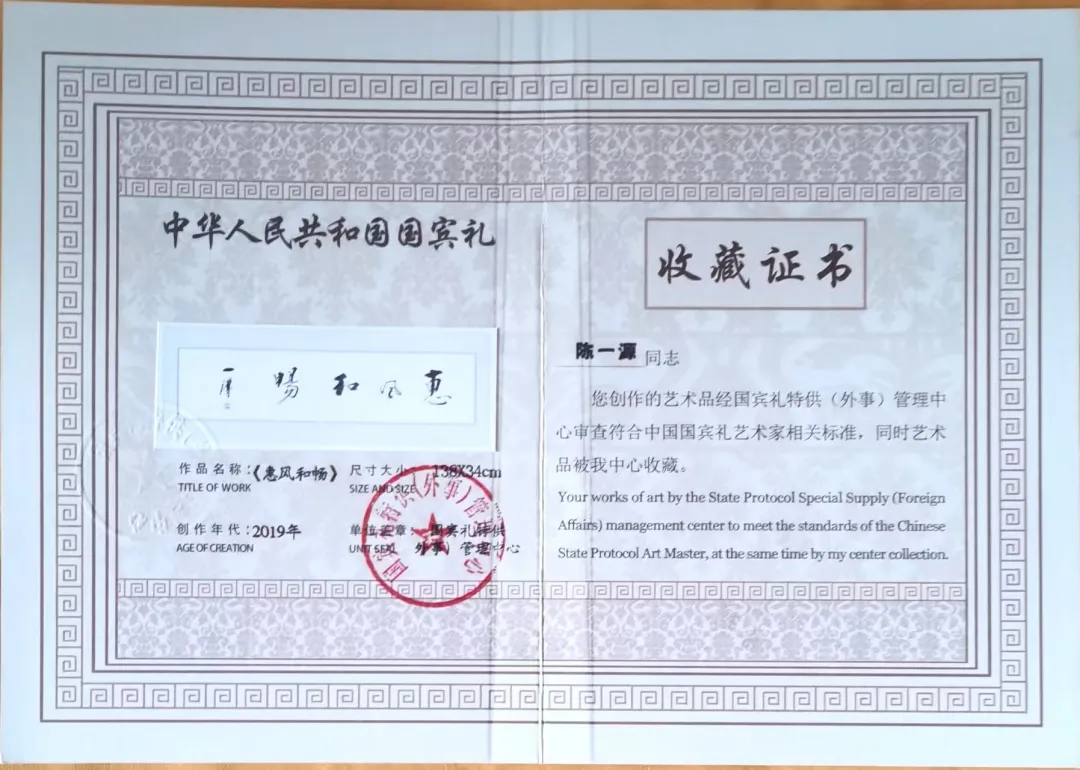 中华人民共和国国宾礼
惠风和畅
作品名称：《惠风和畅》
TITLE OF WORK
尺寸大小：138X34cm
SIZE AND SIZE
创作年代：2019年
AGE OF CREATION
单位盖章：国宾礼特供
UNIT SEAL 外事）管理中心
收藏证书
陈一源 同志
您创作的艺术品经国宾礼特供（外事）管理中
心审查符合中国国宾礼艺术家相关标准，同时艺术
品被我中心收藏。
Your works of art by the State Protocol Special Supply (Foreign
Affairs) management center to meet the standards of the Chinese
State Protocol Art Master, at the same time by my center collection.